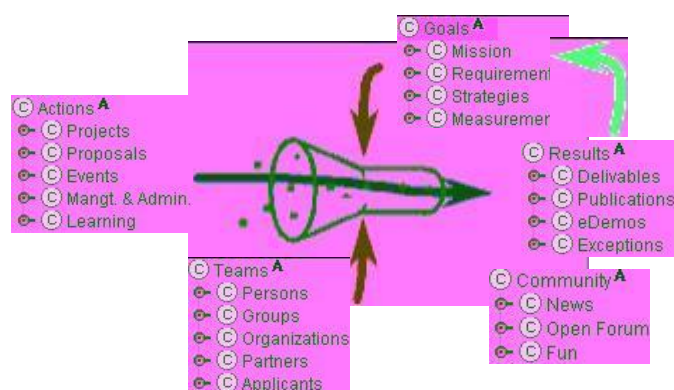 C Goals A
C Mission
C Requirement
C Strategies
C Measuremer
C Actions A
C Projects
C Proposals
C Events
C Mangt. & Admin.
C Learning
C Results A
C Delivables
C Publications
C eDemos
C Exceptions
C Teams A
C Persons
C Groups
C Organizations
C Partners
C Applicants
C Community A
C News
C Open Forum
C Fun